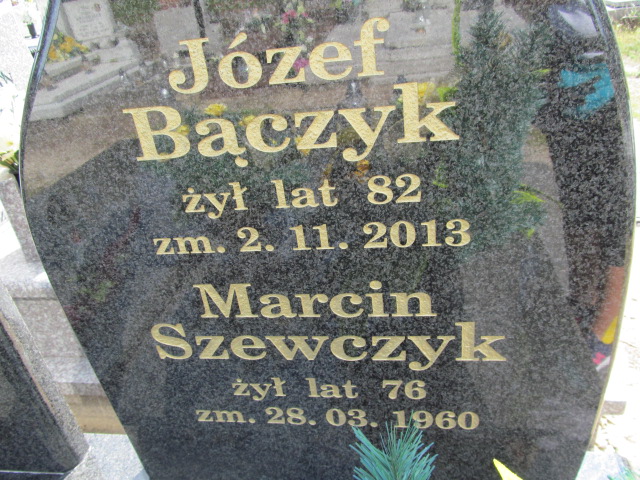 Józef
Bączyk
żył lat 82
zm. 2. 11. 2013
Marcin
Szewczyk
żył lat 76
zm. 28. 03. 1960